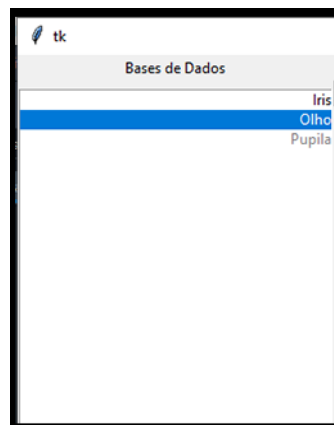 tk
Bases de Dados
Iris
Olho
Pupila